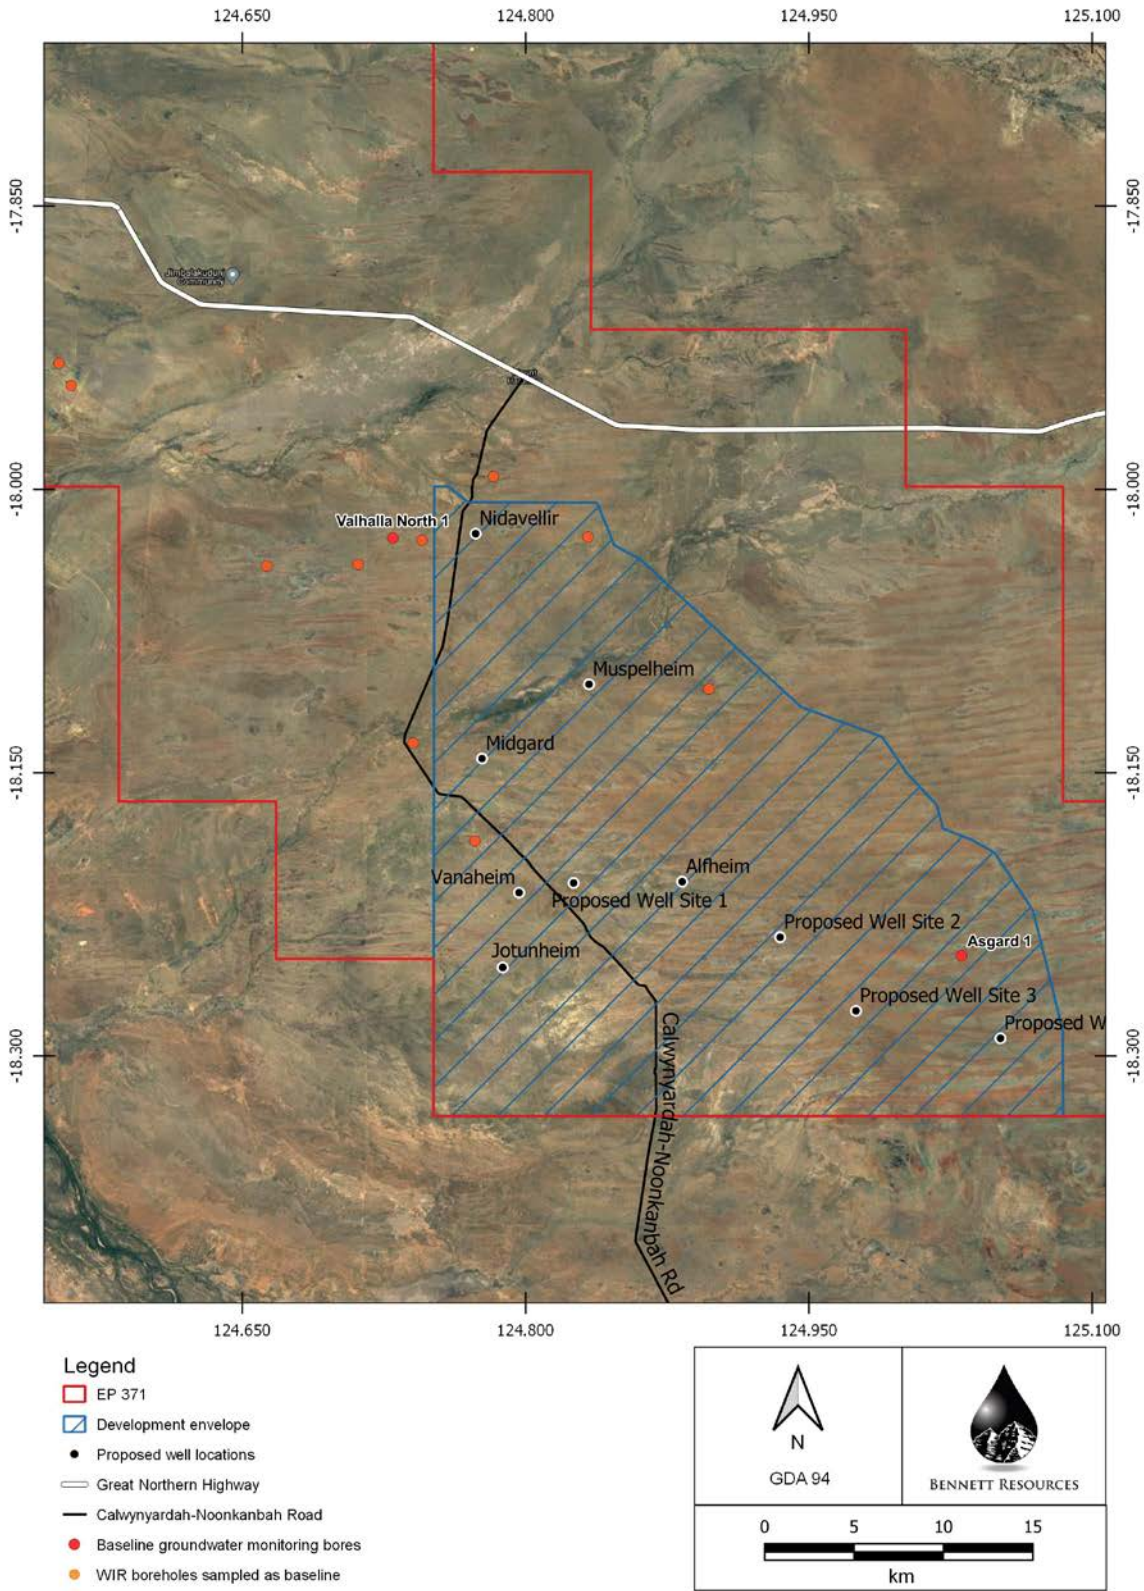 124.650 124.800 124.950 125.100
-17.850 -17.850
Jimbalakudunj
Community
-18.000 -18.000
Valhalla North 1
Nidavellir
Muspelheim
Midgard
-18.150 -18.150
Vanaheim
Alfheim
Proposed Well Site 1
Proposed Well Site 2
Asgard 1
Jotunheim
Proposed Well Site 3
Proposed W
-18.300 -18.300
Calwynyardah-Noonkanbah Rd
124.650 124.800 124.950 125.100
Legend
EP 371
Development envelope
Proposed well locations
Great Northern Highway
Calwynyardah-Noonkanbah Road
Baseline groundwater monitoring bores
WIR boreholes sampled as baseline
N
GDA 94
BENNETT RESOURCES
0 5 10 15
km